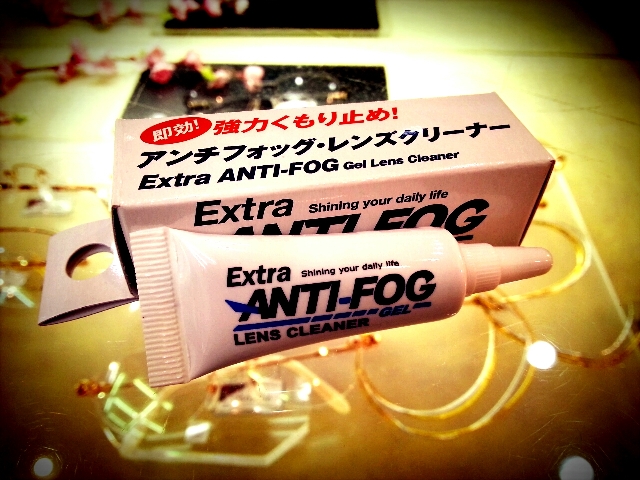 即効! 強力くもり止め!
アンチフォッグ・レンズクリーナー
Extra ANTI-FOG Gel Lens Cleaner
Extra Shining your daily life
ANTI-FOG
Extra Shining your daily life
ANTI-FOG
GEL
LENS CLEANER